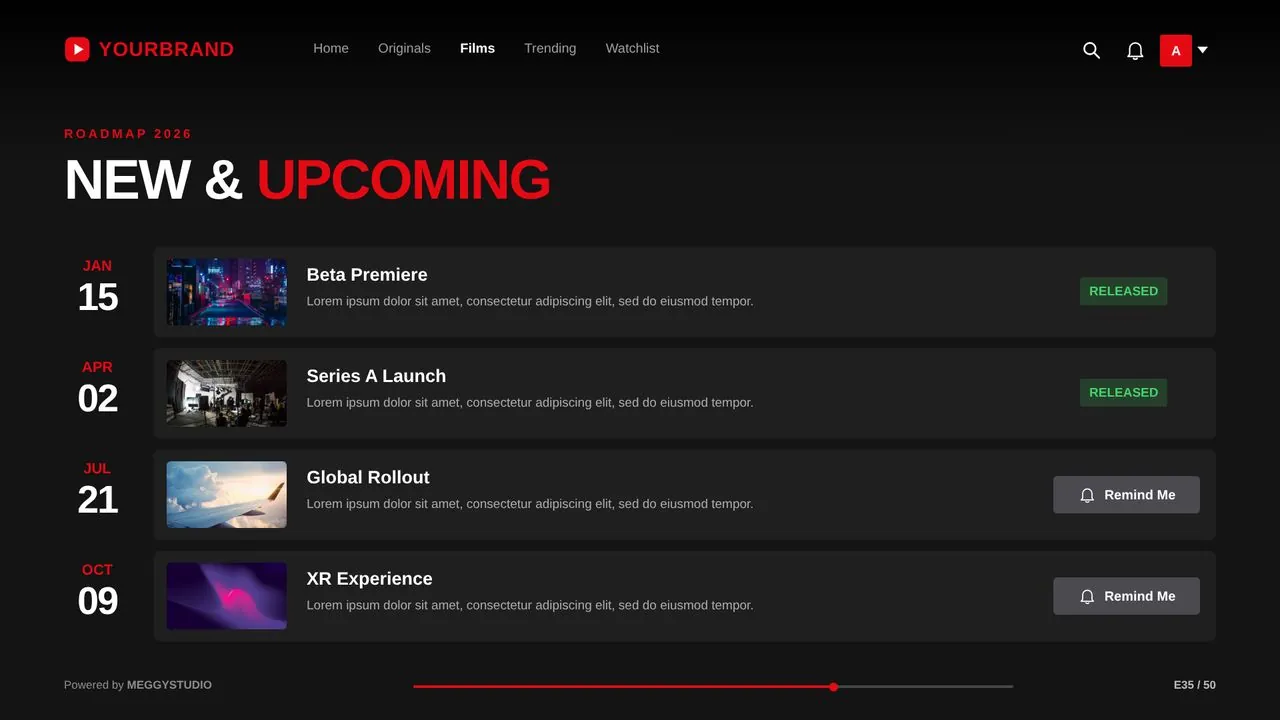 YOURBRAND
Home
Originals
Films
Trending
Watchlist
A
ROADMAP 2026
NEW & UPCOMING
JAN
15
Beta Premiere
Lorem ipsum dolor sit amet, consectetur adipiscing elit, sed do eiusmod tempor.
RELEASED
APR
02
Series A Launch
Lorem ipsum dolor sit amet, consectetur adipiscing elit, sed do eiusmod tempor.
RELEASED
JUL
21
Global Rollout
Lorem ipsum dolor sit amet, consectetur adipiscing elit, sed do eiusmod tempor.
Remind Me
OCT
09
XR Experience
Lorem ipsum dolor sit amet, consectetur adipiscing elit, sed do eiusmod tempor.
Remind Me
Powered by MEGGYSTUDIO
E35 / 50